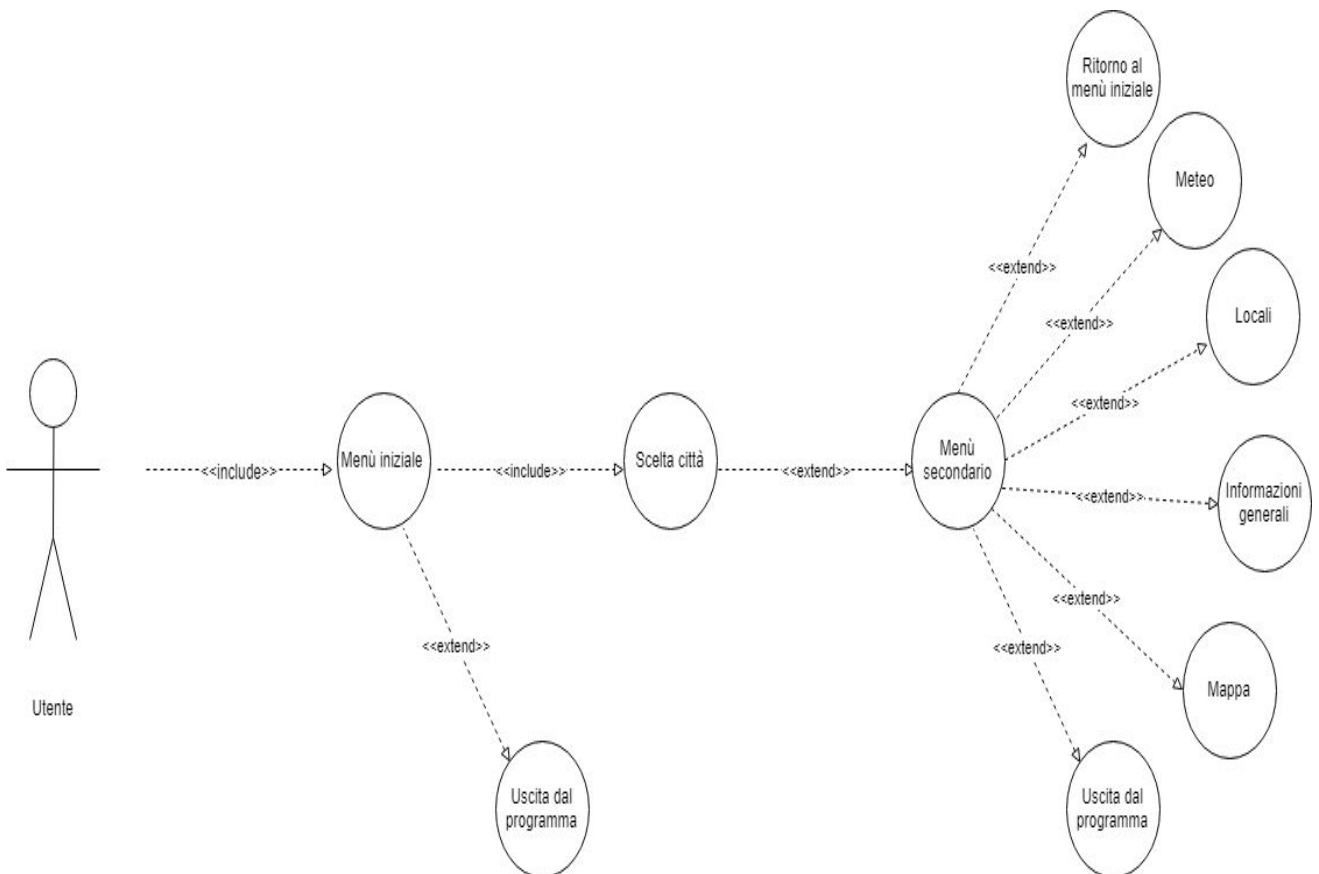 Ritorno al
menù iniziale
Meteo
<<extend>>
<<extend>>
Locali
<<extend>>
<<include>>
Menù iniziale
<<include>>
Scelta città
<<extend>>
Menù
secondario
<<extend>>
Informazioni
generali
<<extend>>
<<extend>>
<<extend>>
Mappa
Utente
Uscita dal
programma
Uscita dal
programma